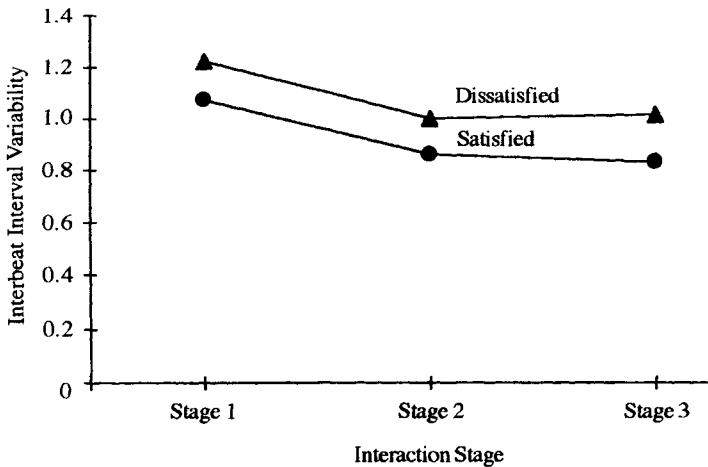 1.4
1.2
1.0
0.8
0.6
0.4
0.2
0
Interbeat Interval Variability
Dissatisfied
Satisfied
Stage 1
Stage 2
Stage 3
Interaction Stage